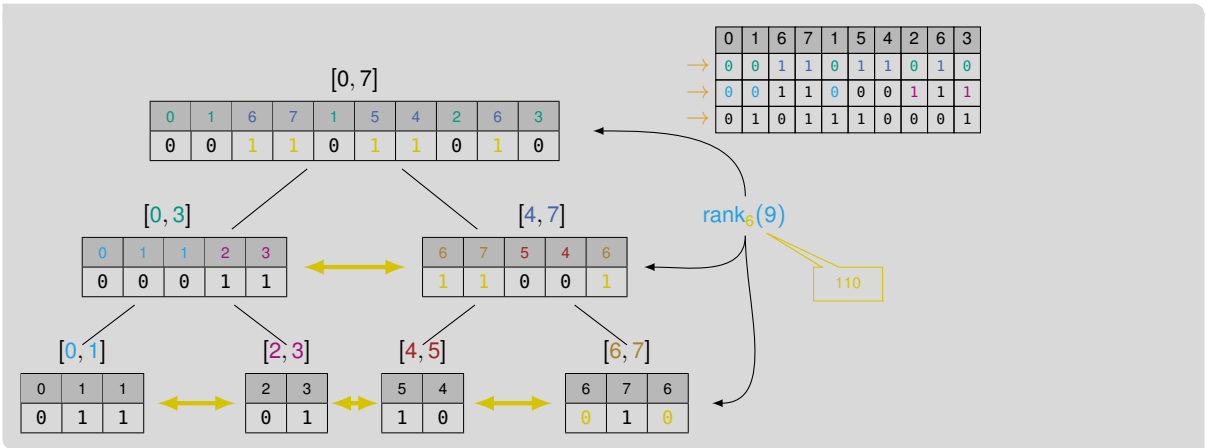 0 1 6 7 1 5 4 2 6 3
→ 0 0 1 1 0 1 1 0 1 0
→ 0 0 1 1 0 0 0 1 1 1
→ 0 1 0 1 1 1 0 0 0 1
[0, 7]
0 1 6 7 1 5 4 2 6 3
0 0 1 1 0 1 1 0 1 0
[0, 3] [4, 7]
rank6(9)
0 1 1 2 3 6 7 5 4 6
0 0 0 1 1 1 1 0 0 1
110
[0, 1] [2, 3] [4, 5] [6, 7]
0 1 1 2 3 5 4 6 7 6
0 1 1 0 1 1 0 0 1 0